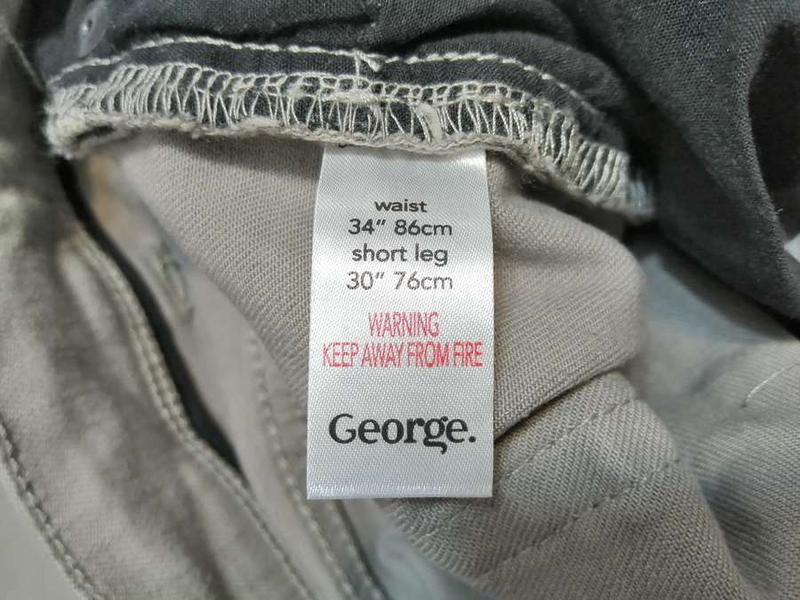 waist
34” 86cm
short leg
30” 76cm
WARNING
KEEP AWAY FROM FIRE
George.